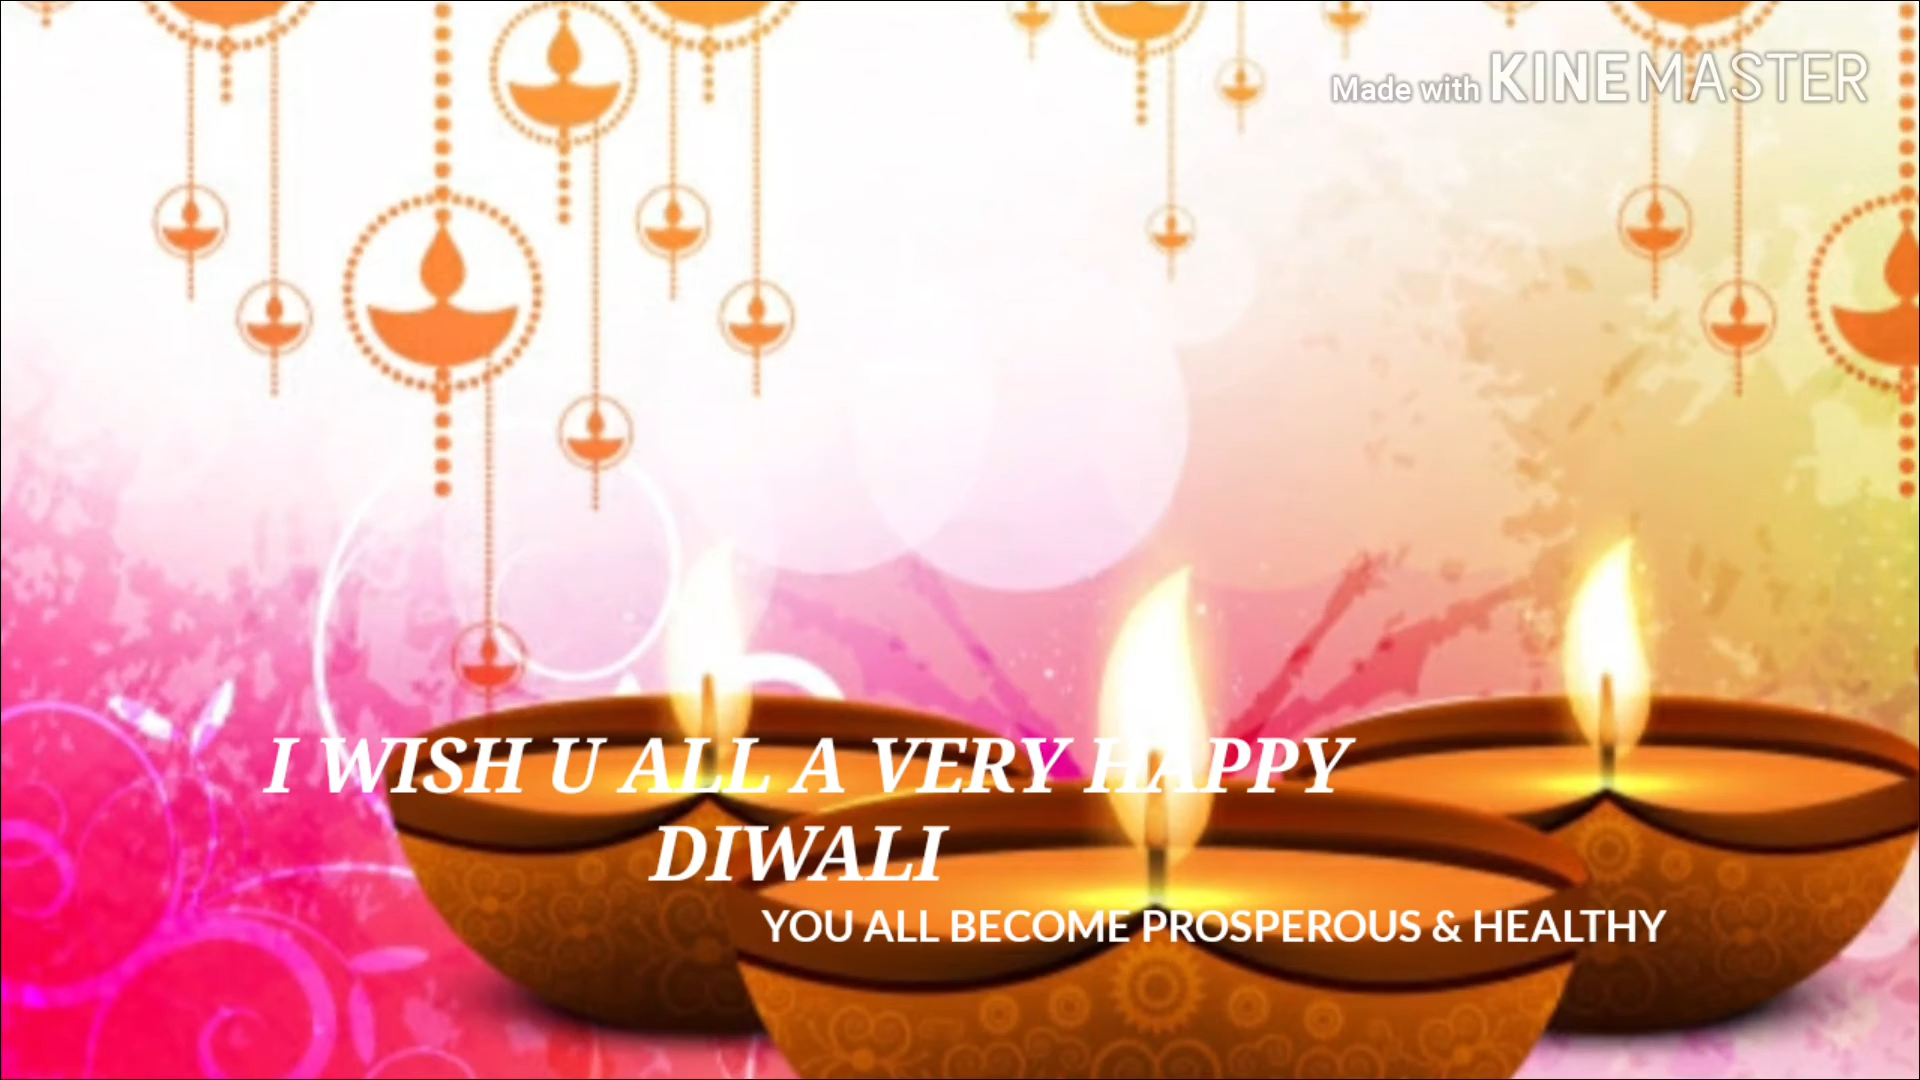 Made with KINEMASTER
I WISH U ALL A VERY HAPPY
DIWALI
YOU ALL BECOME PROSPEROUS & HEALTHY